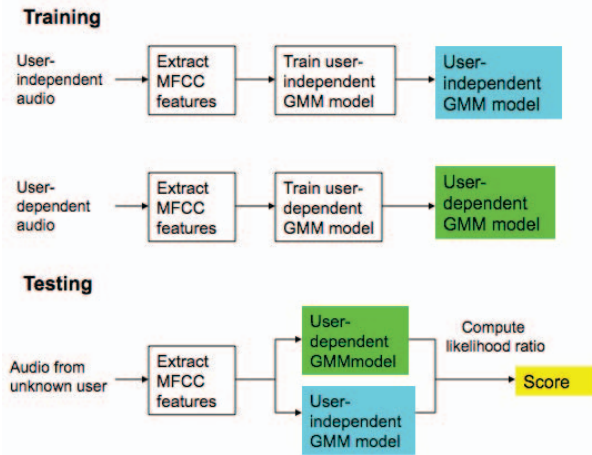 Training
User-
independent
audio
Extract
MFCC
features
Train user-
independent
GMM model
User-
independent
GMM model
User-
dependent
audio
Extract
MFCC
features
Train user-
dependent
GMM model
User-
dependent
GMM model
Testing
Audio from
unknown user
Extract
MFCC
features
User-
dependent
GMMmodel
User-
independent
GMM model
Compute
likelihood ratio
Score